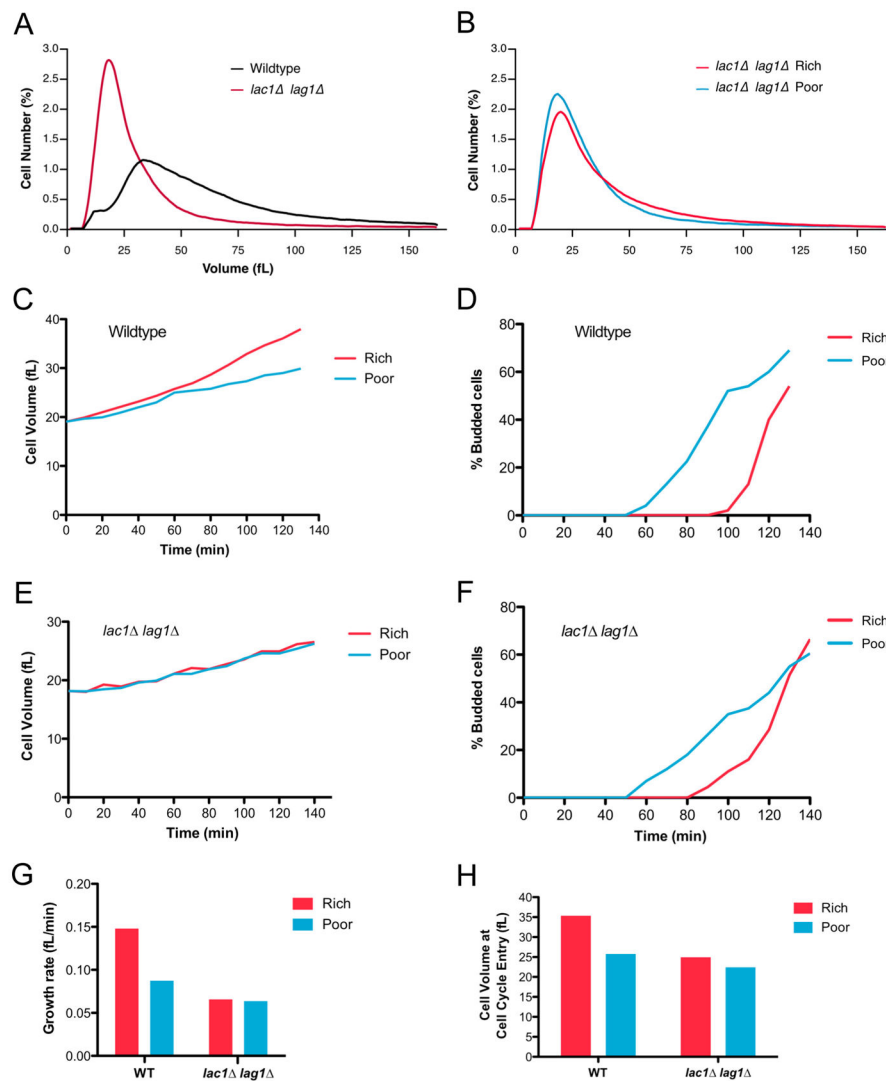 A
Cell Number (%)
3.0
2.5
2.0
1.5
1.0
0.5
0.0
0 25 50 75 100 125 150
Volume (fL)
Wildtype
lac1Δ lag1Δ
B
Cell Number (%)
3.0
2.5
2.0
1.5
1.0
0.5
0.0
0 25 50 75 100 125 150
lac1Δ lag1Δ Rich
lac1Δ lag1Δ Poor
C
Wildtype
Cell Volume (fL)
40
30
20
10
0
0 20 40 60 80 100 120 140
Time (min)
Rich
Poor
D
Wildtype
% Budded cells
80
60
40
20
0
0 20 40 60 80 100 120 140
Rich
Poor
E
lac1Δ lag1Δ
Cell Volume (fL)
30
20
10
0
0 20 40 60 80 100 120 140
Time (min)
Rich
Poor
F
lac1Δ lag1Δ
% Budded cells
80
60
40
20
0
0 20 40 60 80 100 120 140
Time (min)
Rich
Poor
G
Growth rate (fL/min)
0.20
0.15
0.10
0.05
0.00
WT lac1Δ lag1Δ
Rich
Poor
H
Cell Volume at
Cell Cycle Entry (fL)
40
35
30
25
20
15
10
5
0
WT lac1Δ lag1Δ
Rich
Poor